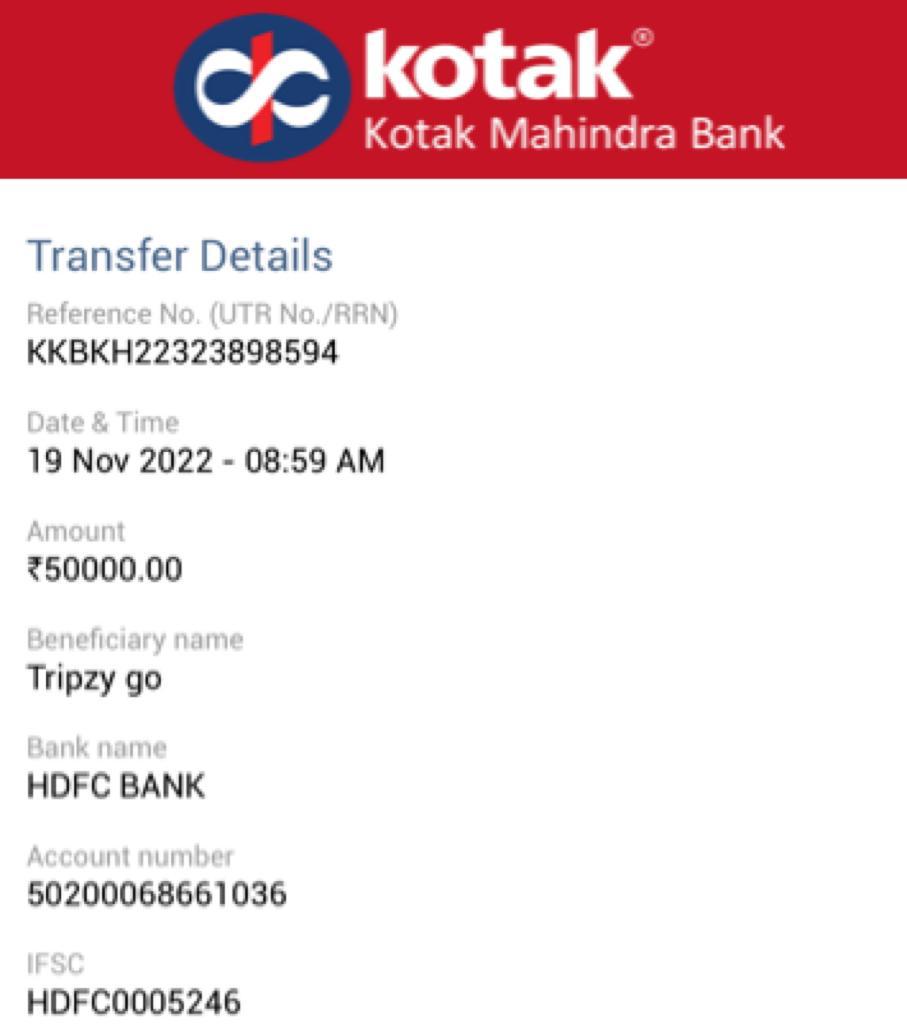 kotak®
Kotak Mahindra Bank
Transfer Details
Reference No. (UTR No./RRN)
KKBKH22323898594
Date & Time
19 Nov 2022 - 08:59 AM
Amount
₹50000.00
Beneficiary name
Tripzy go
Bank name
HDFC BANK
Account number
50200068661036
IFSC
HDFC0005246